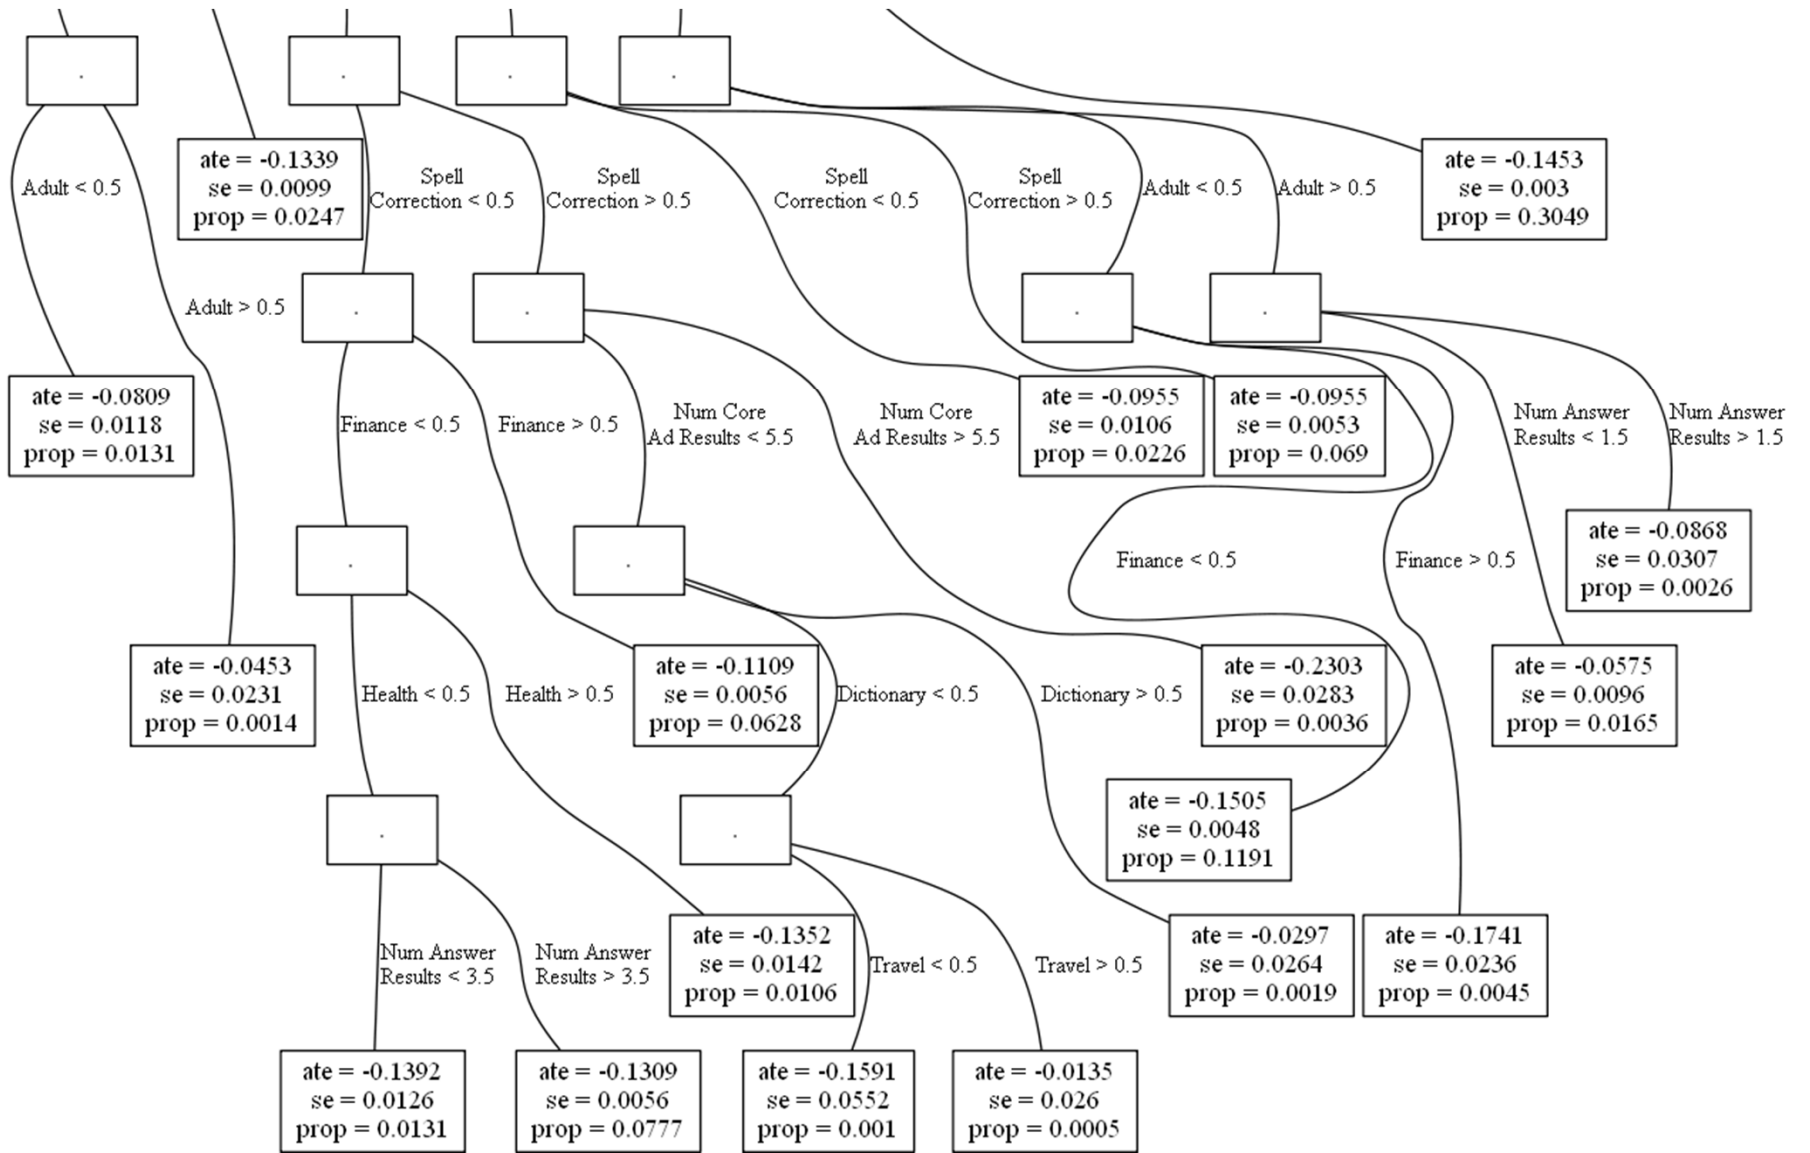 ate = -0.1339
se = 0.0099
prop = 0.0247
ate = -0.1453
se = 0.003
prop = 0.3049
Adult < 0.5
Spell
Correction < 0.5
Spell
Correction > 0.5
Spell
Correction < 0.5
Spell
Correction > 0.5
Adult < 0.5
Adult > 0.5
Adult > 0.5
ate = -0.0809
se = 0.0118
prop = 0.0131
Finance < 0.5
Finance > 0.5
Num Core
Ad Results < 5.5
Num Core
Ad Results > 5.5
ate = -0.0955
se = 0.0106
prop = 0.0226
ate = -0.0955
se = 0.0053
prop = 0.069
Num Answer
Results < 1.5
Num Answer
Results > 1.5
Finance < 0.5
Finance > 0.5
ate = -0.0868
se = 0.0307
prop = 0.0026
ate = -0.0453
se = 0.0231
prop = 0.0014
Health < 0.5
Health > 0.5
ate = -0.1109
se = 0.0056
prop = 0.0628
Dictionary < 0.5
Dictionary > 0.5
ate = -0.2303
se = 0.0283
prop = 0.0036
ate = -0.0575
se = 0.0096
prop = 0.0165
ate = -0.1505
se = 0.0048
prop = 0.1191
Num Answer
Results < 3.5
Num Answer
Results > 3.5
ate = -0.1352
se = 0.0142
prop = 0.0106
Travel < 0.5
Travel > 0.5
ate = -0.0297
se = 0.0264
prop = 0.0019
ate = -0.1741
se = 0.0236
prop = 0.0045
ate = -0.1392
se = 0.0126
prop = 0.0131
ate = -0.1309
se = 0.0056
prop = 0.0777
ate = -0.1591
se = 0.0552
prop = 0.001
ate = -0.0135
se = 0.026
prop = 0.0005